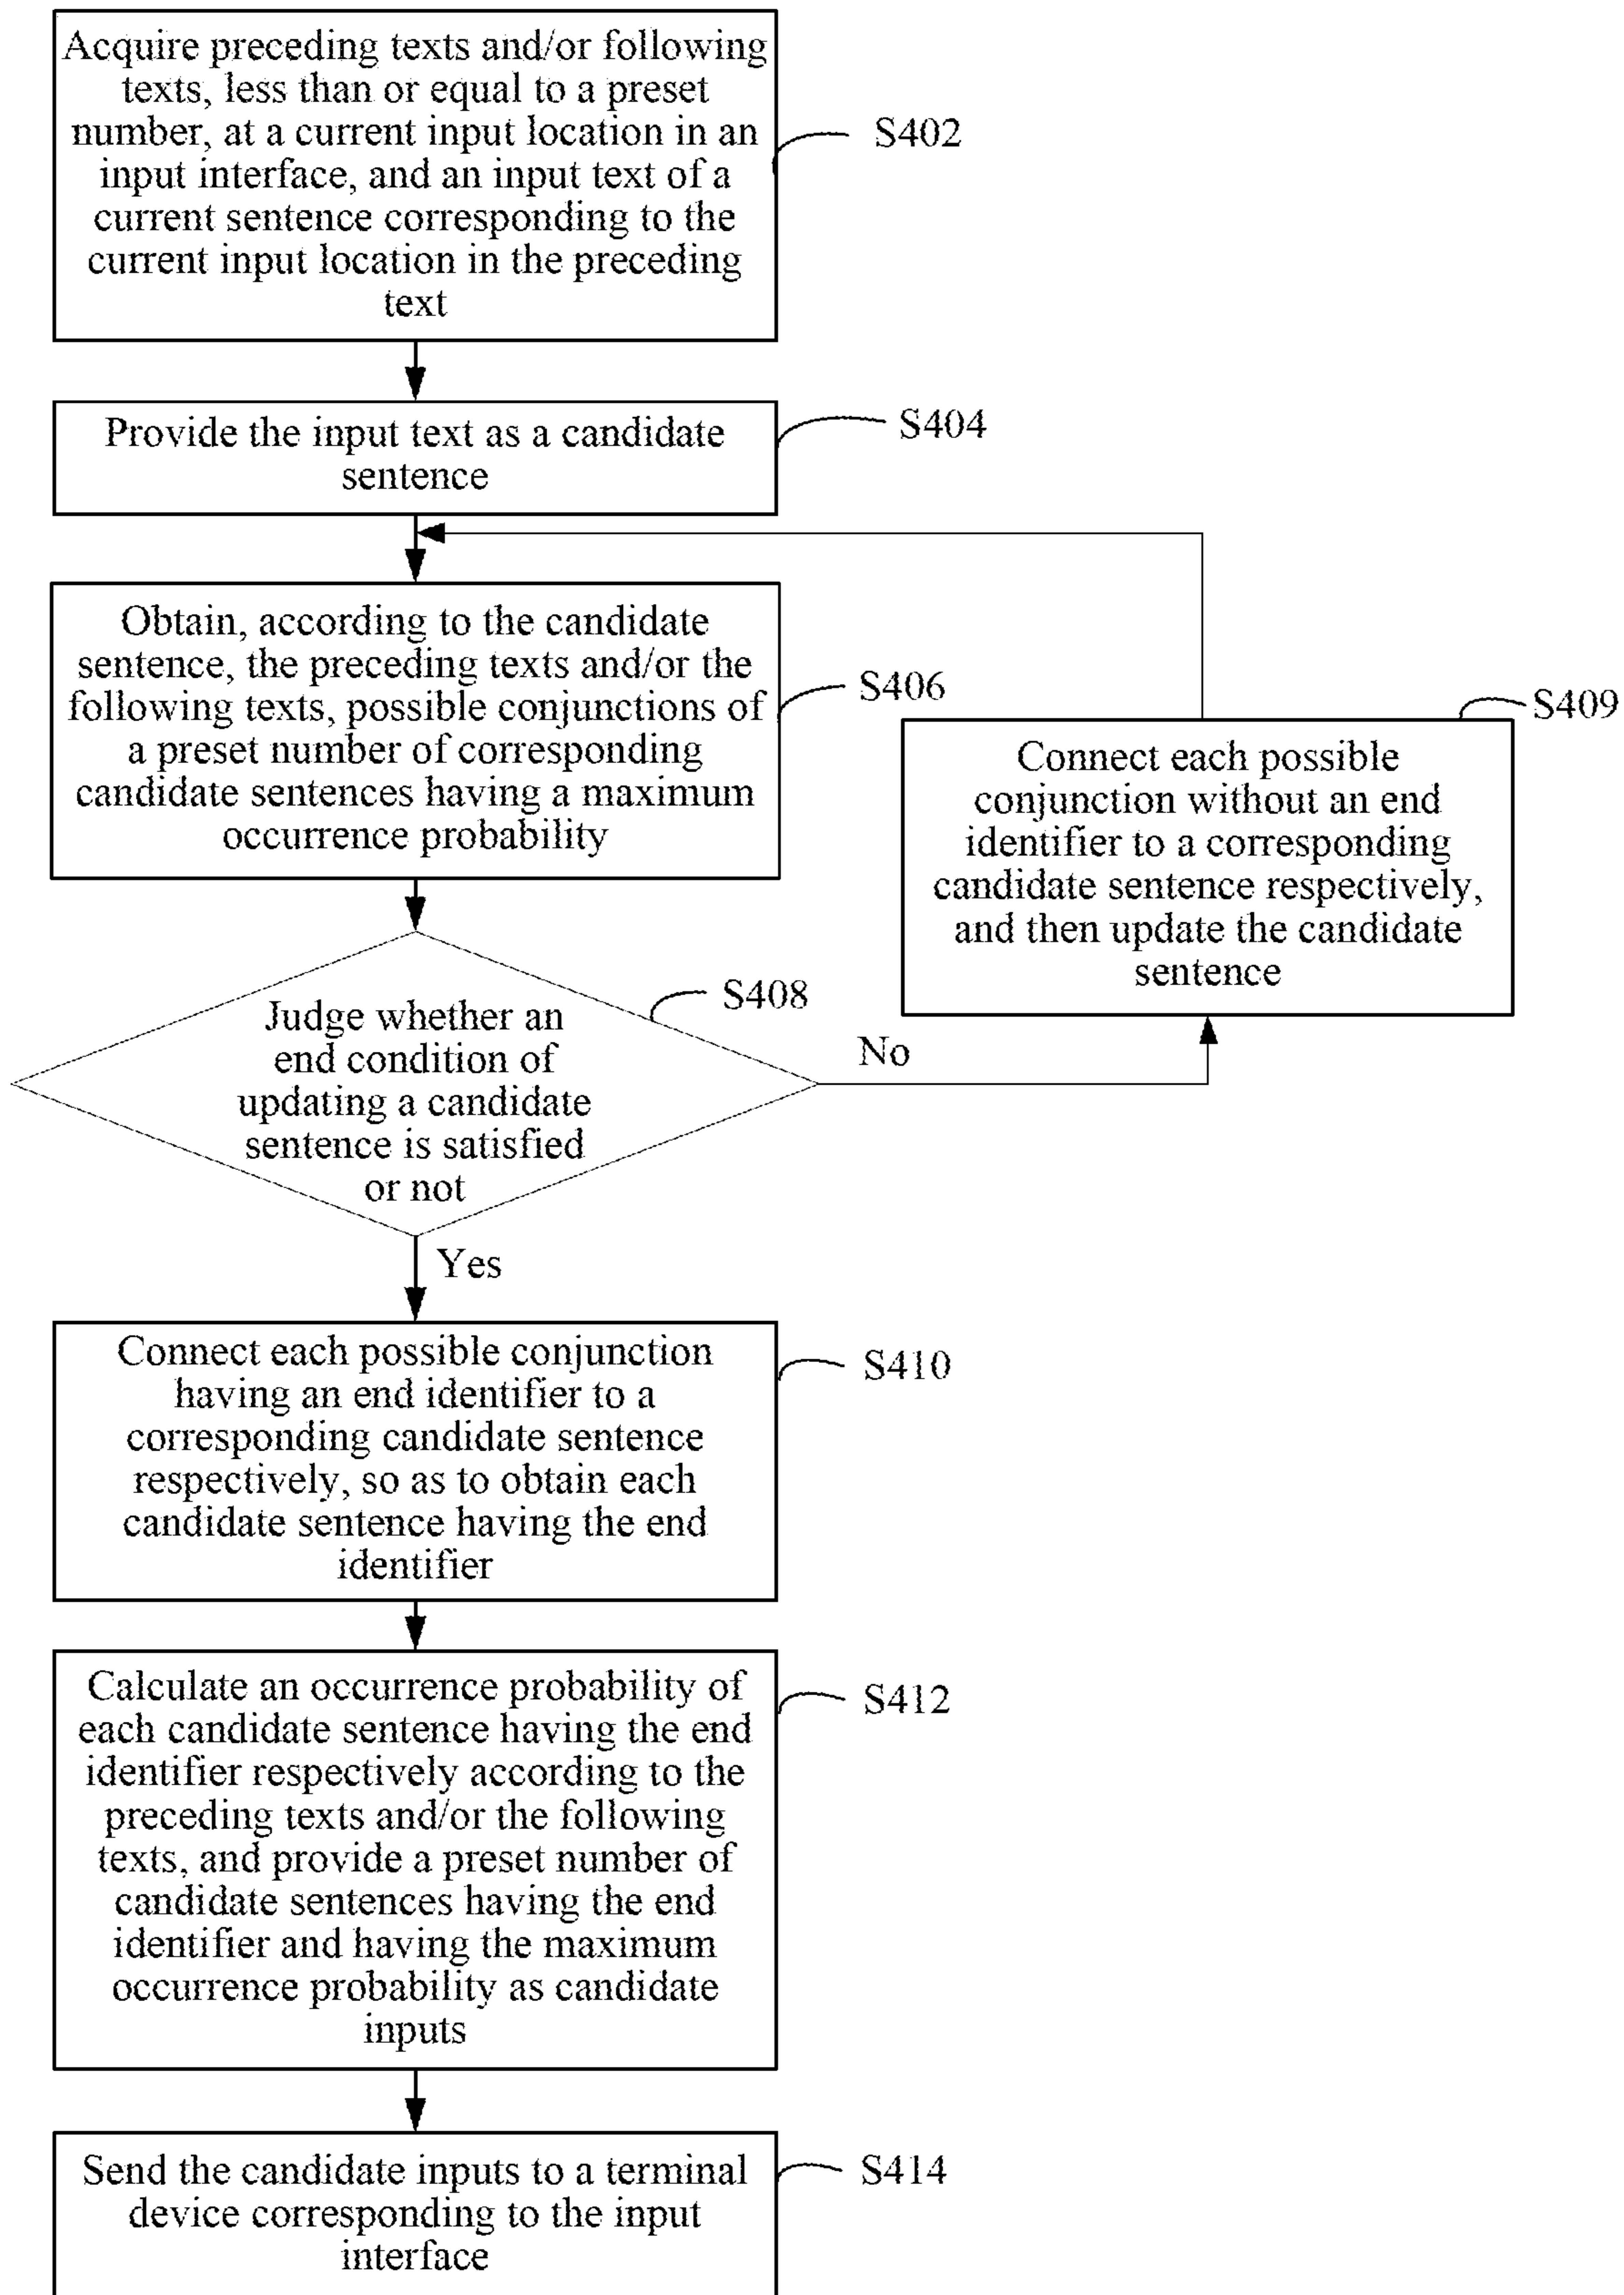 Acquire preceding texts and/or following
texts, less than or equal to a preset
number, at a current input location in an
input interface, and an input text of a
current sentence corresponding to the
current input location in the preceding
text
S402
Provide the input text as a candidate
sentence
S404
Obtain, according to the candidate
sentence, the preceding texts and/or the
following texts, possible conjunctions of
a preset number of corresponding
candidate sentences having a maximum
occurrence probability
S406
Connect each possible
conjunction without an end
identifier to a corresponding
candidate sentence respectively,
and then update the candidate
sentence
S409
Judge whether an
end condition of
updating a candidate
sentence is satisfied
or not
S408
No
Yes
Connect each possible conjunction
having an end identifier to a
corresponding candidate sentence
respectively, so as to obtain each
candidate sentence having the end
identifier
S410
Calculate an occurrence probability of
each candidate sentence having the end
identifier respectively according to the
preceding texts and/or the following
texts, and provide a preset number of
candidate sentences having the end
identifier and having the maximum
occurrence probability as candidate
inputs
S412
Send the candidate inputs to a terminal
device corresponding to the input
interface
S414